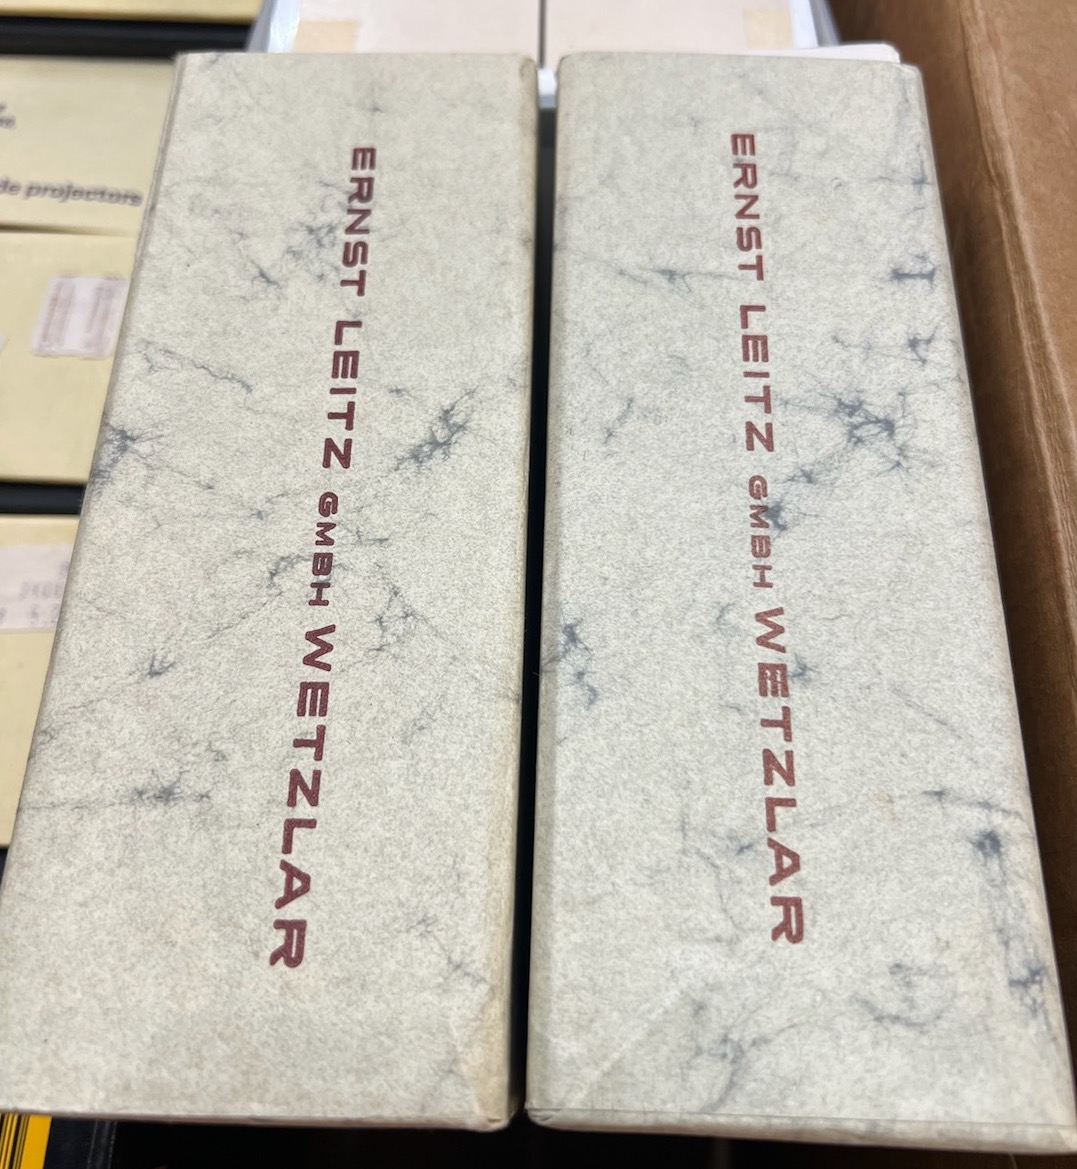 de projectors
ERNST LEITZ GMBH WETZLAR
ERNST LEITZ GMBH WETZLAR